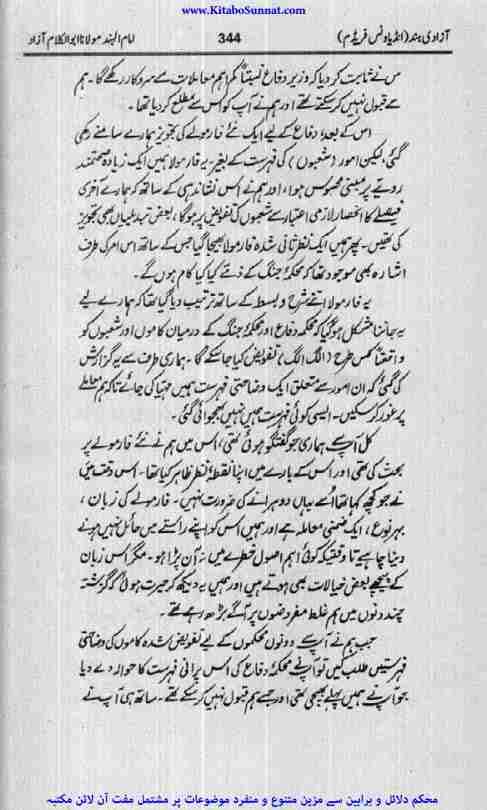 www.KitaboSunnat.com
آزادیٔ ہند (انڈیا ونس فریڈم)
344
امام الہند مولانا ابوالکلام آزاد
س نے ثابت کر دیا کہ وزیر دفاع نسبتاً کم اہم معاملات سے سروکار رکھے گا۔ ہم
سے قبول نہیں کر سکتے تھے اور ہم نے آپ کو اس سے مطلع کر دیا تھا۔
اس کے بعد، دفاع کے لیے ایک نئے فارمولے کی تجویز ہمارے سامنے رکھی
گئی، لیکن امور (شعبوں) کی فہرست کے بغیر یہ فارمولا ہمیں ایک زیادہ صحتمند
رویے پر مبنی محسوس ہوا، اور ہم نے اس نشاندہی کے ساتھ کہ ہمارے آخری
فیصلے کا انحصار لازمی اعتبار سے شعبوں کی تفویض پر ہوگا، بعض تبدیلیاں بھی تجویز
کی تھیں۔ پھر ہمیں ایک نظر ثانی شدہ فارمولا بھیجا گیا جس کے ساتھ اس امر کی طرف
اشارہ بھی موجود تھا کہ محکمۂ جنگ کے ذمّے کیا کیا کام ہوں گے۔
یہ فارمولا اتنے شرح و بسط کے ساتھ ترتیب دیا گیا تھا کہ ہمارے لیے
یہ جاننا مشکل ہو گیا کہ محکمۂ دفاع اور محکمۂ جنگ کے درمیان کاموں اور شعبوں کو
واقعتاً کس طرح (الگ الگ) تفویض کیا جا سکے گا۔ ہماری طرف سے یہ گزارش
کی گئی کہ ان امور سے متعلق ایک وضاحتی فہرست ہمیں مہیا کی جائے تاکہ ہم معاملے
پر غور کر سکیں۔ ایسی کوئی فہرست ہمیں نہیں بھجوائی گئی۔
کل آپ سے ہماری جو گفتگو ہوئی تھی، اس میں ہم نے نئے فارمولے پر
بحث کی تھی اور اس کے بارے میں اپنا نقطۂ نظر ظاہر کیا تھا۔ اس وقت میں
نے جو کچھ کہا تھا اُسے یہاں دوہرانے کی ضرورت نہیں۔ فارمولے کی زبان،
بہر نوع، ایک ضمنی معاملہ ہے اور ہمیں اس کو اپنے راستے میں حائل نہیں ہونے
دینا چاہیے تا وقتیکہ کوئی اہم اصول خطرے میں نہ آن پڑا ہو۔ مگر اس زبان
کے پیچھے بعض خیالات بھی ہوتے ہیں اور ہمیں یہ دیکھ کر حیرت ہوئی کہ گزشتہ
چند دنوں میں ہم غلط مفروضوں پر آگے بڑھ رہے تھے۔
جب ہم نے آپ سے دونوں محکموں کے لیے تفویض شدہ کاموں کی وضاحتی
فہرستیں طلب کیں تو آپ نے محکمۂ دفاع کی اس پرانی فہرست کا حوالہ دے دیا
جو آپ نے ہمیں پہلے بھیجی تھی اور جسے ہم قبول نہیں کر سکتے تھے۔ ساتھ ہی آپ نے
محکم دلائل و براہین سے مزین متنوع و منفرد موضوعات پر مشتمل مفت آن لائن مکتبہ